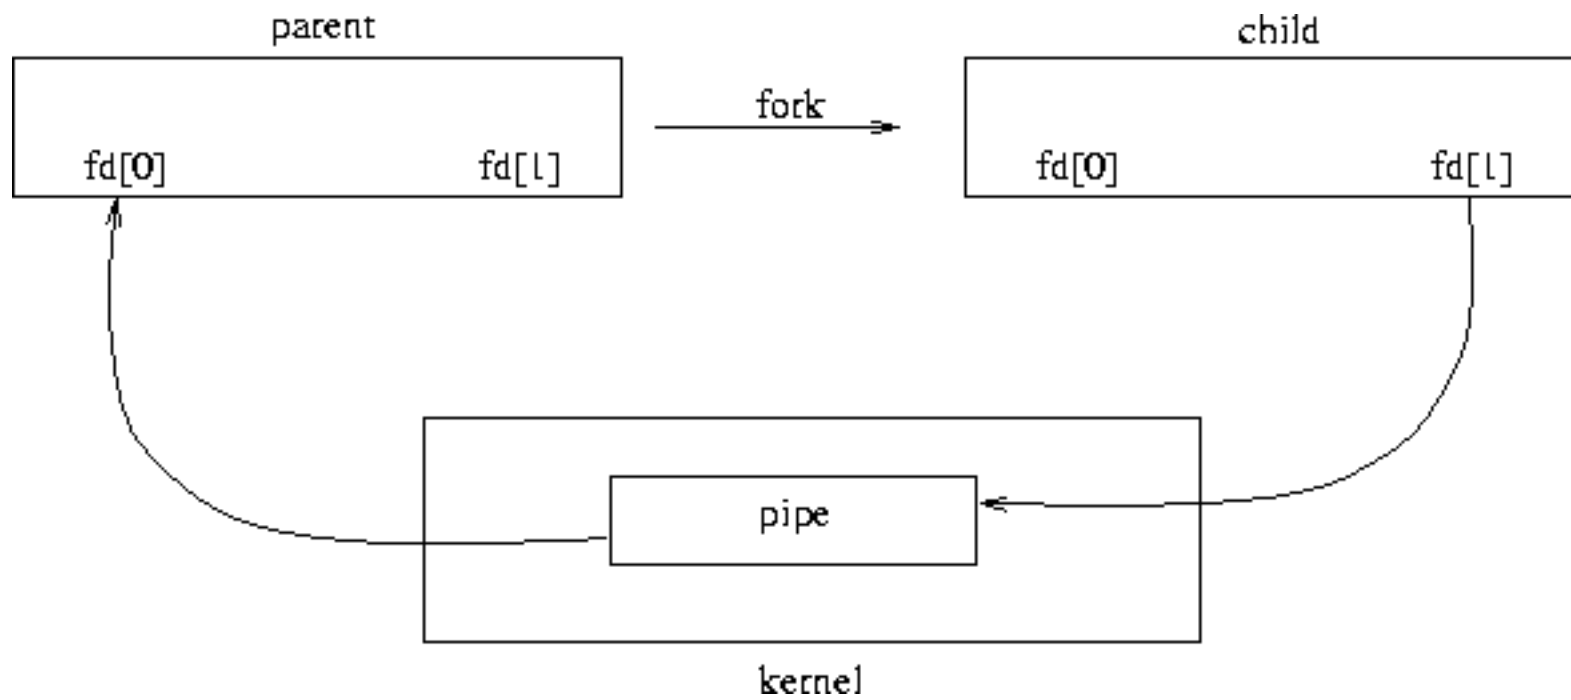 parent
child
fork
fd[0]
fd[1]
fd[0]
fd[1]
pipe
kernel